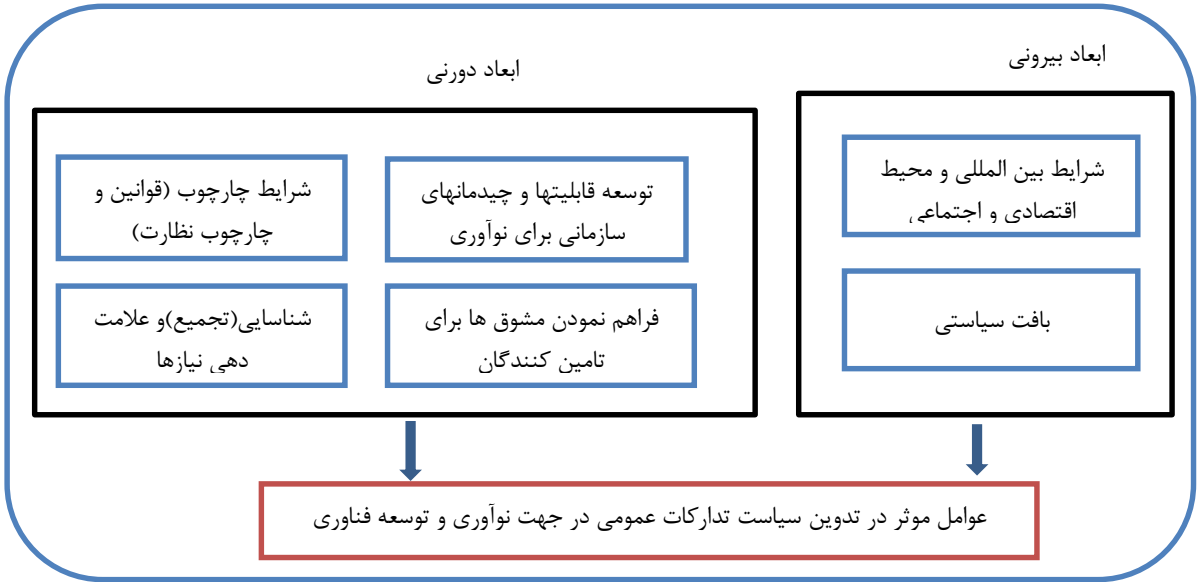 ابعاد بیرونی
شرایط بین المللی و محیط
اقتصادی و اجتماعی
بافت سیاستی
ابعاد دورنی
توسعه قابلیتها و چیدمانهای
سازمانی برای نوآوری
شرایط چارچوب (قوانین و
چارچوب نظارت)
فراهم نمودن مشوق ها برای
تامین کنندگان
شناسایی(تجمیع)و علامت
دهی نیازها
عوامل موثر در تدوین سیاست تدارکات عمومی در جهت نوآوری و توسعه فناوری